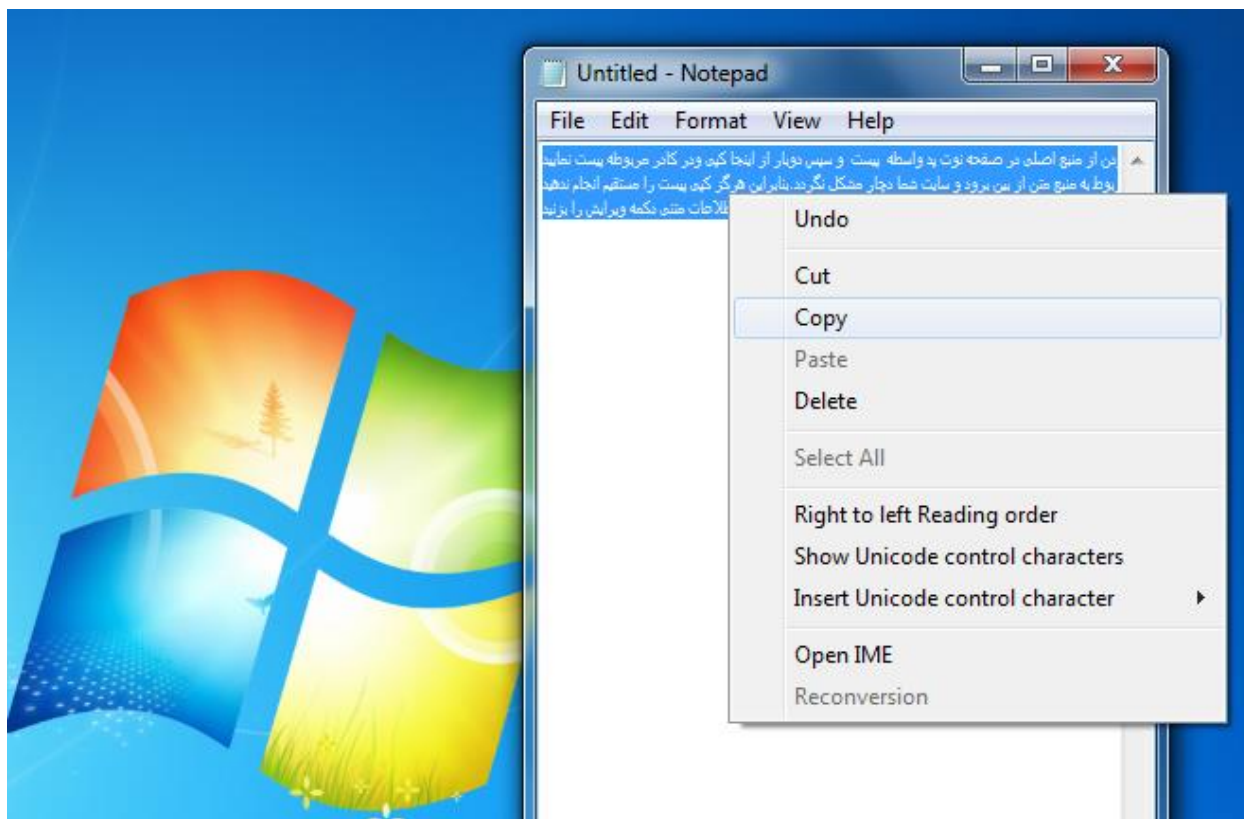 Untitled - Notepad
File Edit Format View Help
دن از منبع اصلی در صفحه نوت پد واسطه پیست و سپس دوبار از اینجا کپی ودر کادر مربوطه پیست نمایید
بوط به منبع متن از بین برود و سایت شما دچار مشکل نگردد.بنابراین هرگز کپی پیست را مستقیم انجام ندهید
طلاعات متنی دکمه ویرایش را بزنید
Undo
Cut
Copy
Paste
Delete
Select All
Right to left Reading order
Show Unicode control characters
Insert Unicode control character
Open IME
Reconversion